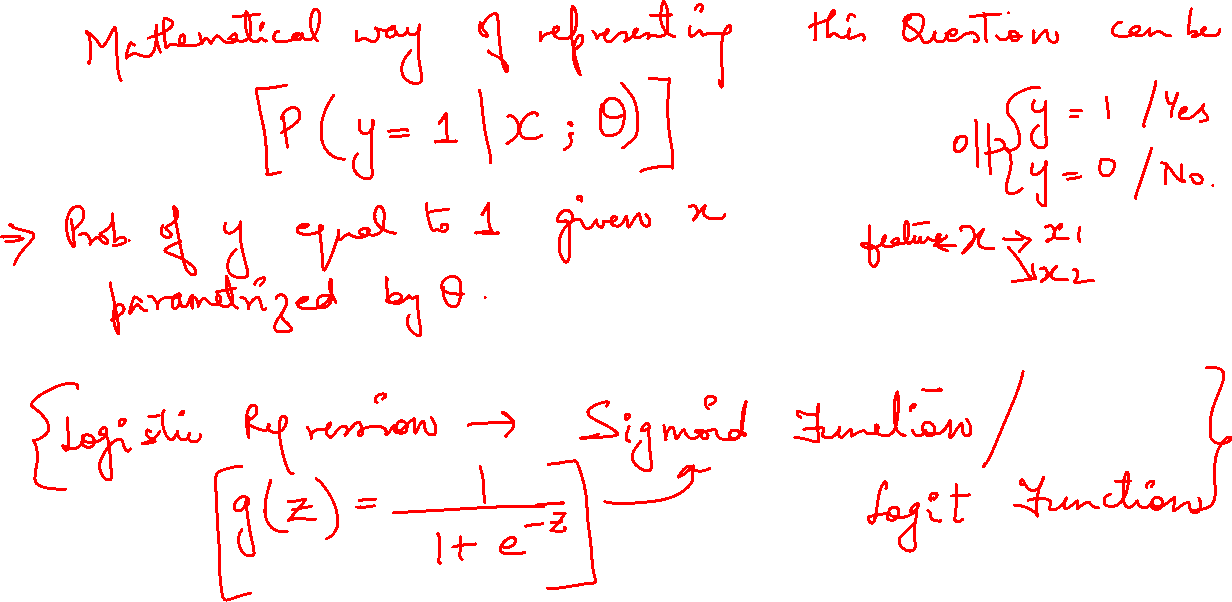 Mathematical way of representing this Question can be
[P(y = 1 | x ; θ)]
o/p { y = 1 / Yes
y = 0 / No.
⇒ Prob. of y equal to 1 given x
parametrized by θ.
feature x → x1
↘ x2
{ Logistic Regression → Sigmoid Function /
Logit Function }
[g(z) = 1 / (1 + e^-z)]